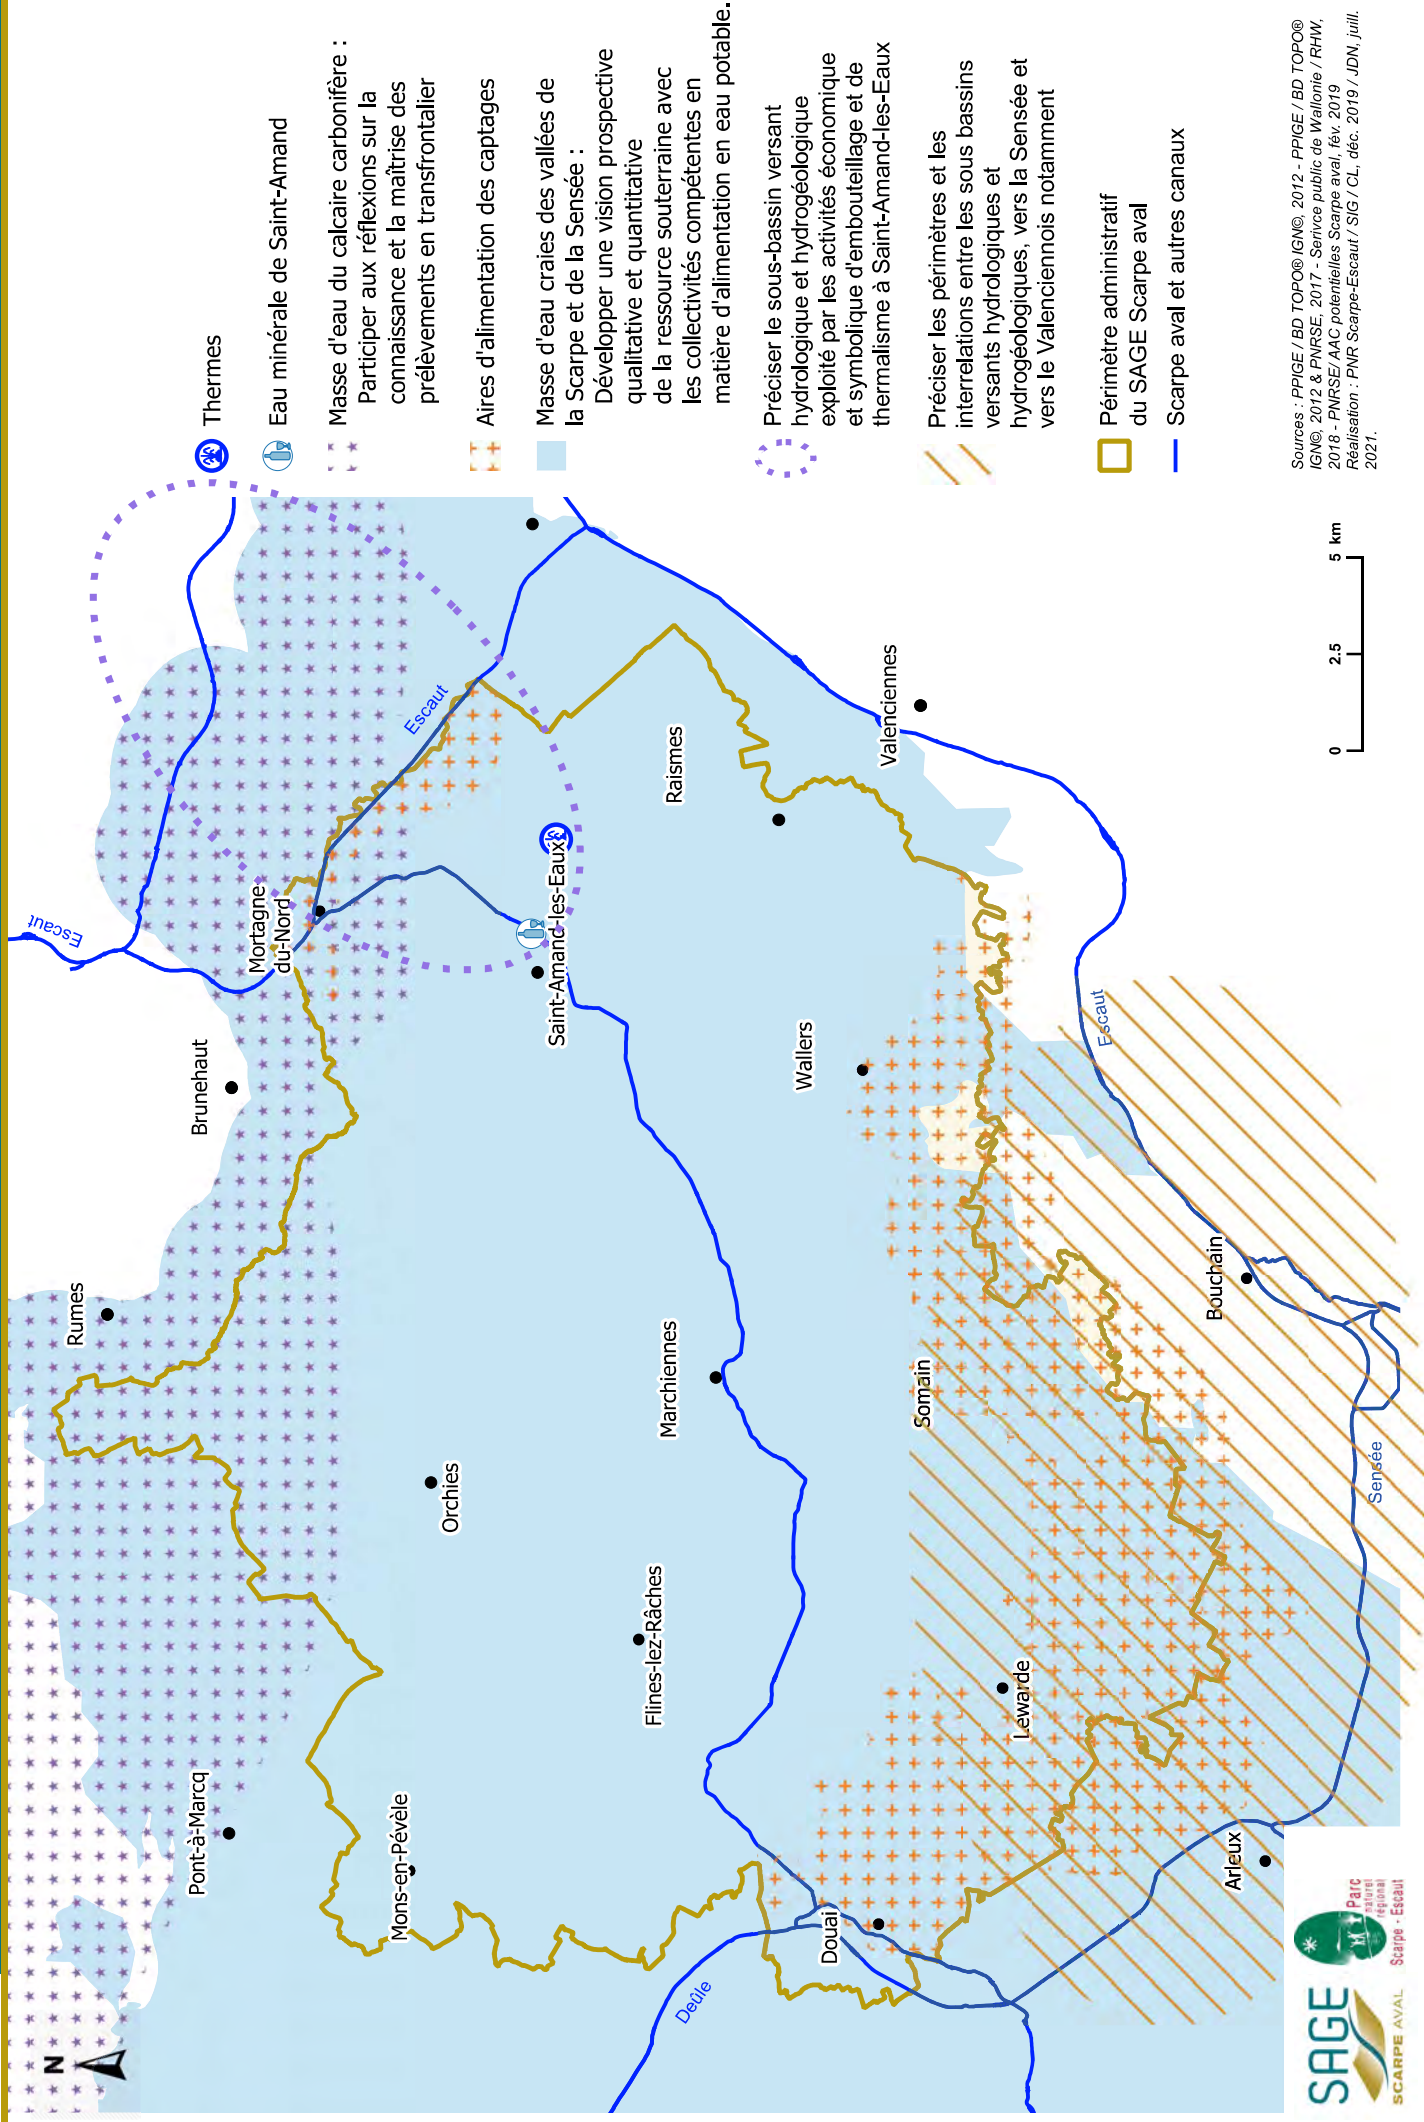 N
Rumes
Pont-à-Marcq
Brunehaut
Escaut
Mortagne
du-Nord
Mons-en-Pévèle
Orchies
Escaut
Saint-Amand-les-Eaux
Flines-lez-Râches
Marchiennes
Raismes
Deûle
Wallers
Douai
Somain
Valenciennes
Lewarde
Escaut
Arleux
Bouchain
Sensée
Thermes
Eau minérale de Saint-Amand
Masse d'eau du calcaire carbonifère :
Participer aux réflexions sur la
connaissance et la maîtrise des
prélèvements en transfrontalier
Aires d'alimentation des captages
Masse d'eau craies des vallées de
la Scarpe et de la Sensée :
Développer une vision prospective
qualitative et quantitative
de la ressource souterraine avec
les collectivités compétentes en
matière d'alimentation en eau potable.
Préciser le sous-bassin versant
hydrologique et hydrogéologique
exploité par les activités économique
et symbolique d'embouteillage et de
thermalisme à Saint-Amand-les-Eaux
Préciser les périmètres et les
interrelations entre les sous bassins
versants hydrologiques et
hydrogéologiques, vers la Sensée et
vers le Valenciennois notamment
Périmètre administratif
du SAGE Scarpe aval
Scarpe aval et autres canaux
0 2.5 5 km
Sources : PPIGE / BD TOPO® IGN©, 2012 - PPIGE / BD TOPO®
IGN©, 2012 & PNRSE, 2017 - Serivce public de Wallonie / RHW,
2018 - PNRSE/ AAC potentielles Scarpe aval, fév. 2019
Réalisation : PNR Scarpe-Escaut / SIG / CL, déc. 2019 / JDN, juill.
2021.
SAGE
SCARPE AVAL
Parc
naturel
régional
Scarpe - Escaut